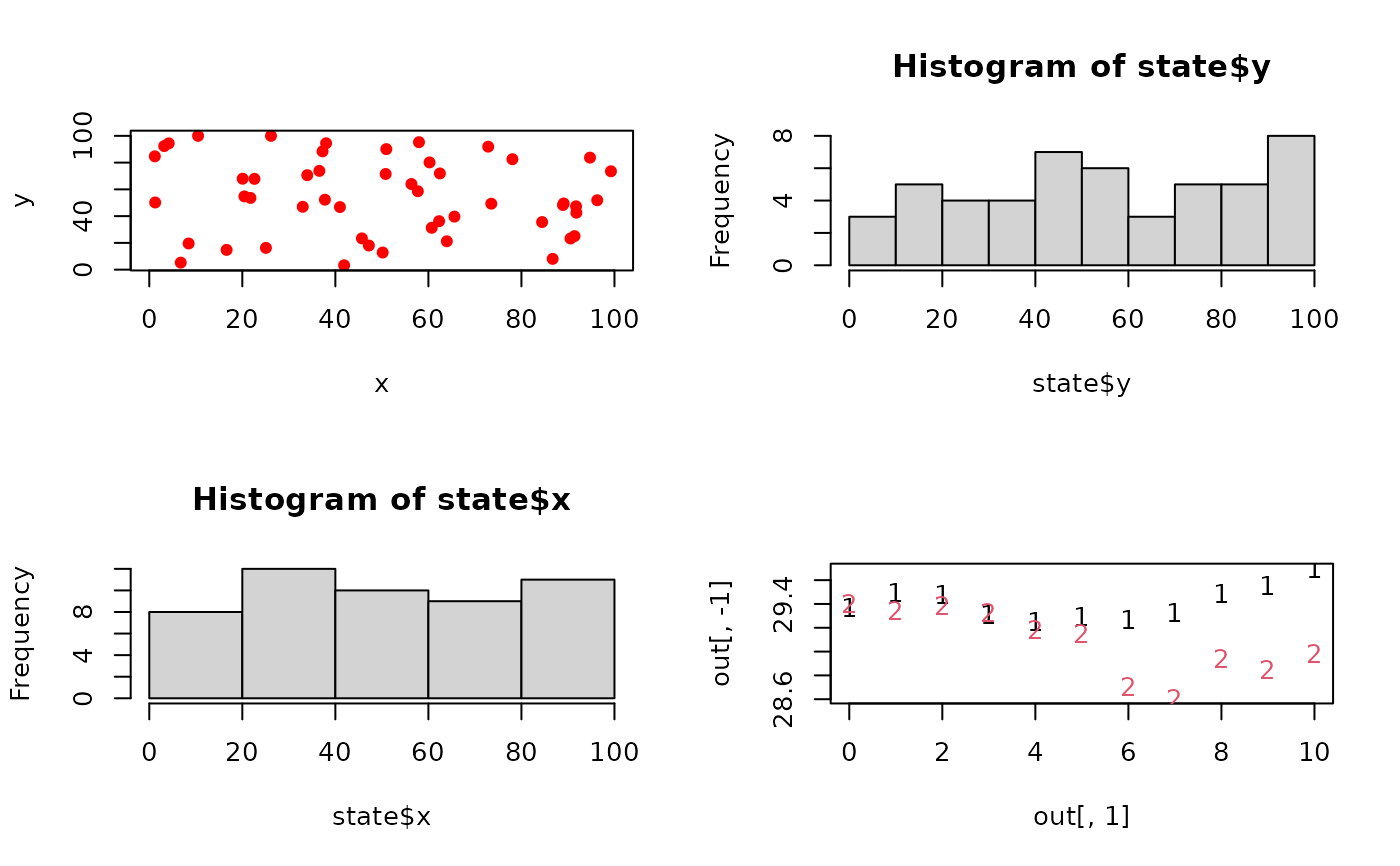 100
40
0
y
0 20 40 60 80 100
x
Histogram of state$y
8
4
0
Frequency
0 20 40 60 80 100
state$y
Histogram of state$x
8
4
0
Frequency
0 20 40 60 80 100
state$x
29.4
28.6
out[, -1]
1 1 1 1 1 1 1 1 1 1 1
2 2 2 2 2 2 2 2 2 2 2
0 2 4 6 8 10
out[, 1]